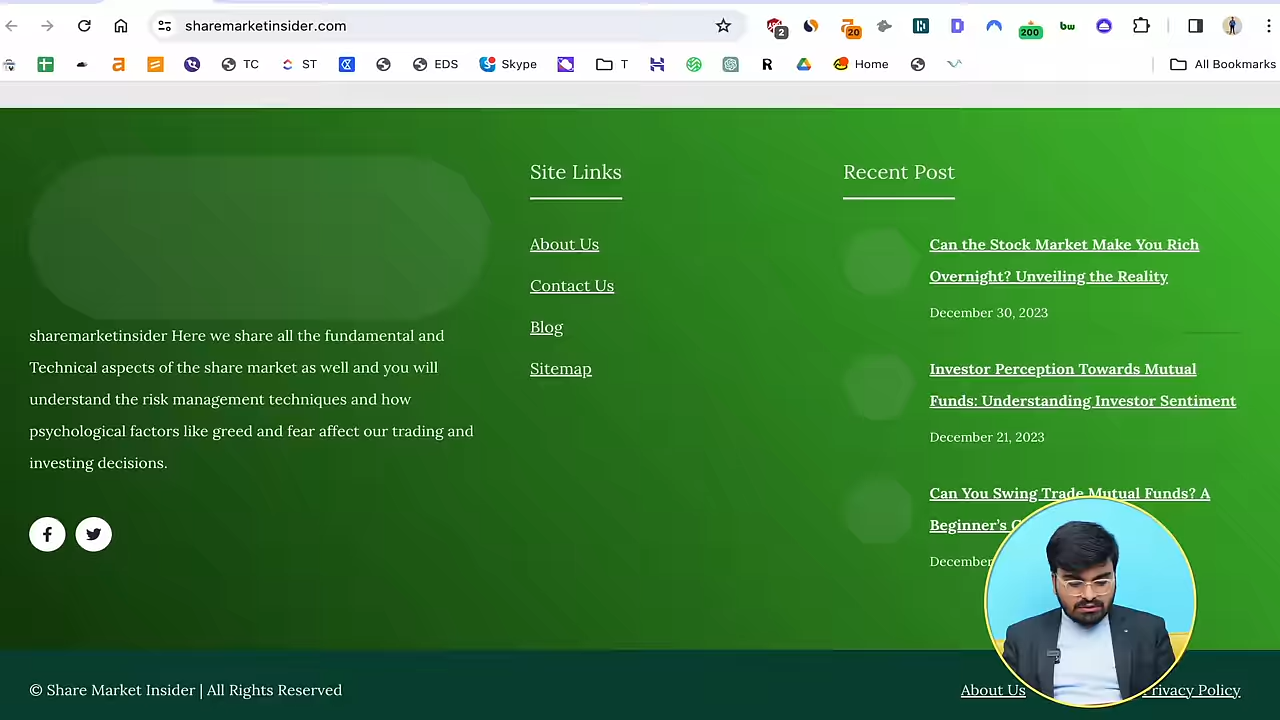 sharemarketinsider.com
2
20
200
bw
TC
ST
EDS
Skype
T
R
Home
All Bookmarks
Site Links
Recent Post
About Us
Contact Us
Blog
Sitemap
sharemarketinsider Here we share all the fundamental and
Technical aspects of the share market as well and you will
understand the risk management techniques and how
psychological factors like greed and fear affect our trading and
investing decisions.
Can the Stock Market Make You Rich
Overnight? Unveiling the Reality
December 30, 2023
Investor Perception Towards Mutual
Funds: Understanding Investor Sentiment
December 21, 2023
Can You Swing Trade Mutual Funds? A
Beginner’s
December
© Share Market Insider | All Rights Reserved
About Us
Privacy Policy